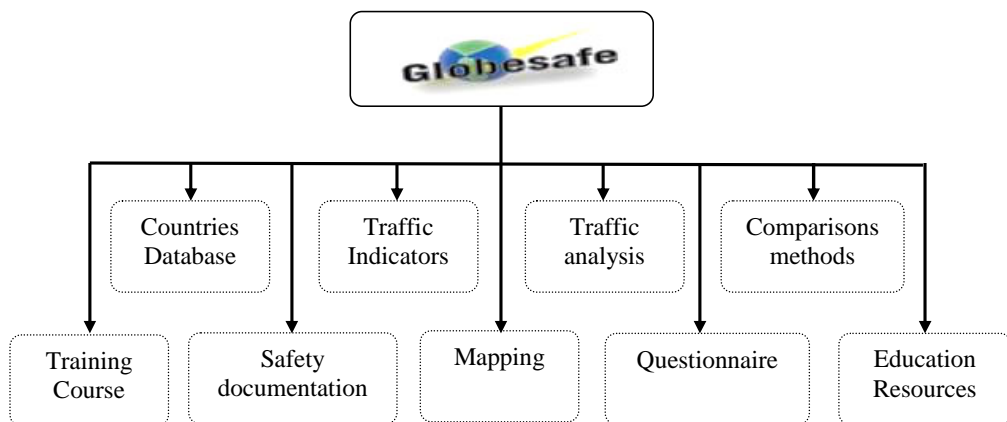 Globesafe
Countries
Database
Traffic
Indicators
Traffic
analysis
Comparisons
methods
Training
Course
Safety
documentation
Mapping
Questionnaire
Education
Resources